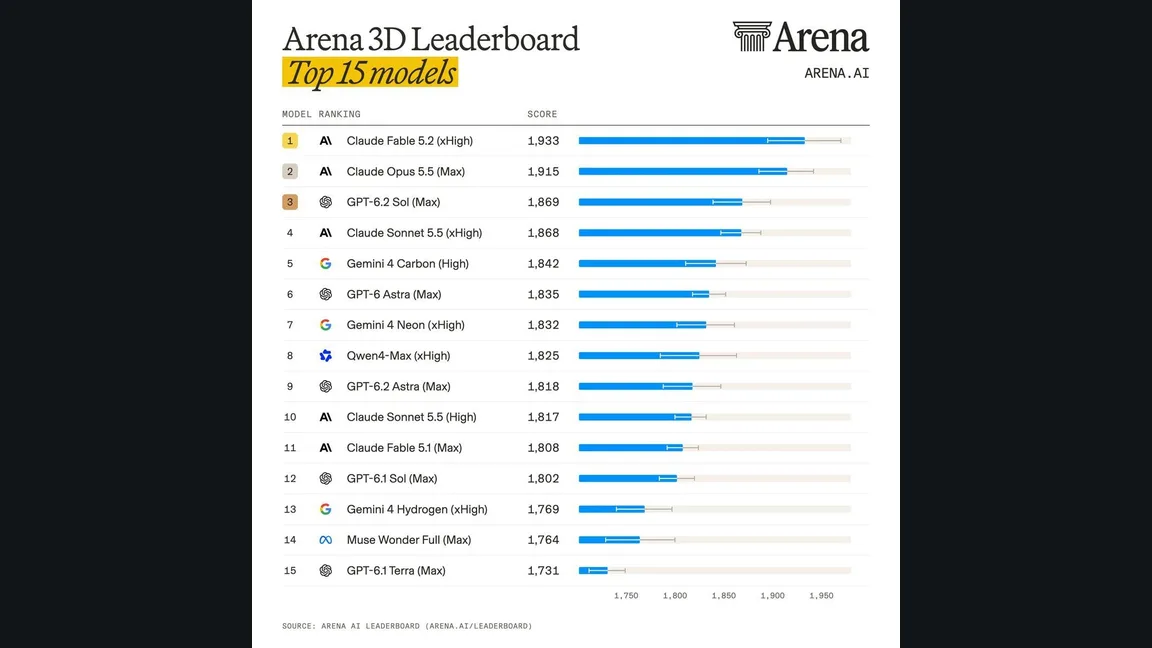 Arena 3D Leaderboard
Top 15 models
Arena
ARENA.AI
MODEL RANKING SCORE
1 Claude Fable 5.2 (xHigh) 1,933
2 Claude Opus 5.5 (Max) 1,915
3 GPT-6.2 Sol (Max) 1,869
4 Claude Sonnet 5.5 (xHigh) 1,868
5 Gemini 4 Carbon (High) 1,842
6 GPT-6 Astra (Max) 1,835
7 Gemini 4 Neon (xHigh) 1,832
8 Qwen4-Max (xHigh) 1,825
9 GPT-6.2 Astra (Max) 1,818
10 Claude Sonnet 5.5 (High) 1,817
11 Claude Fable 5.1 (Max) 1,808
12 GPT-6.1 Sol (Max) 1,802
13 Gemini 4 Hydrogen (xHigh) 1,769
14 Muse Wonder Full (Max) 1,764
15 GPT-6.1 Terra (Max) 1,731
1,750 1,800 1,850 1,900 1,950
SOURCE: ARENA AI LEADERBOARD (ARENA.AI/LEADERBOARD)